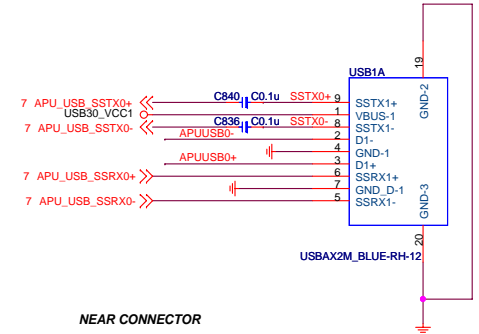 19
USB1A
GND-2
C840 C0.1u SSTX0+ 9 SSTX1+
7 APU_USB_SSTX0+
USB30_VCC1 1 VBUS-1
C836 C0.1u SSTX0- 8 SSTX1-
7 APU_USB_SSTX0-
APUUSB0- 2 D1-
4 GND-1
APUUSB0+ 3 D1+
7 APU_USB_SSRX0+ 6 SSRX1+
7 GND_D-1
7 APU_USB_SSRX0- 5 SSRX1-
GND-3
20
USBAX2M_BLUE-RH-12
NEAR CONNECTOR